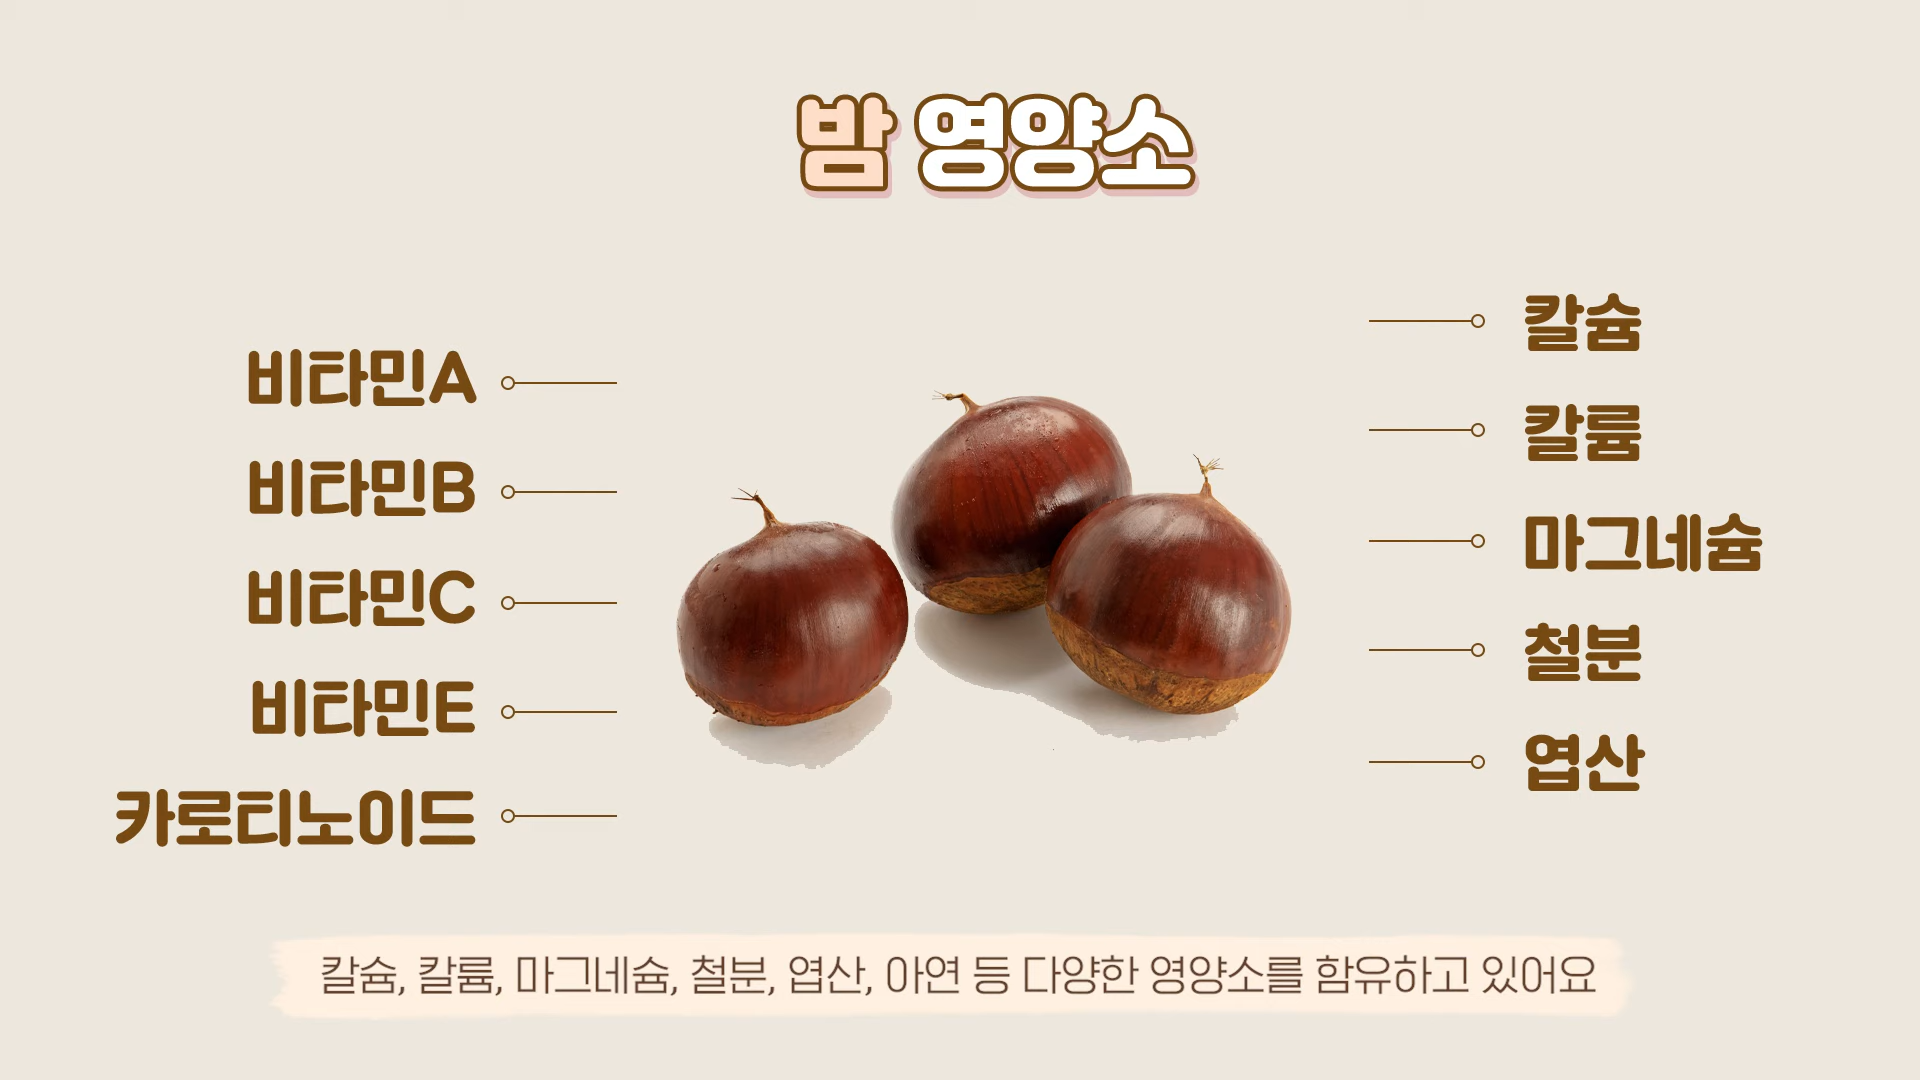 밤 영양소
비타민A
비타민B
비타민C
비타민E
카로티노이드
칼슘
칼륨
마그네슘
철분
엽산
칼슘, 칼륨, 마그네슘, 철분, 엽산, 아연 등 다양한 영양소를 함유하고 있어요